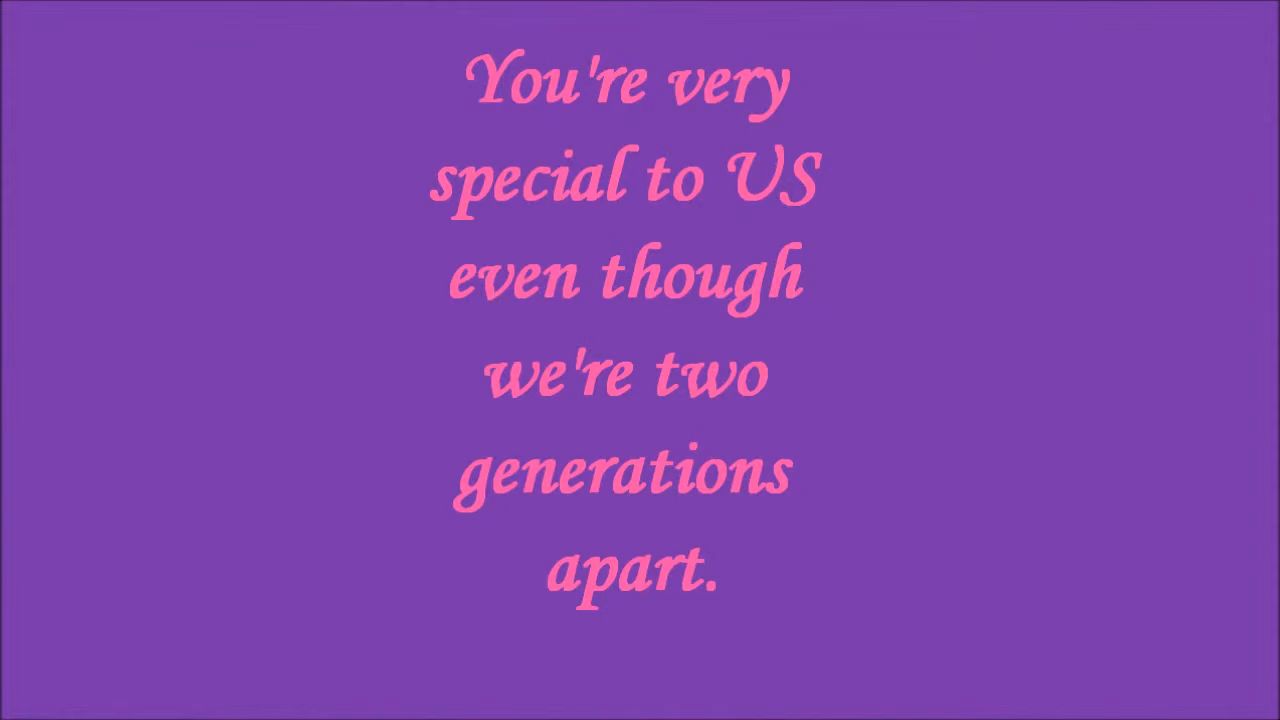 You're very
special to US
even though
we're two
generations
apart.